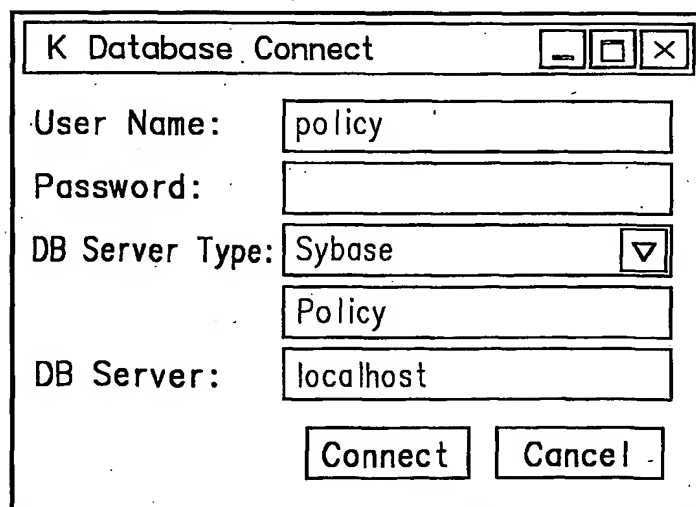 K Database Connect
User Name: policy
Password:
DB Server Type: Sybase
Policy
DB Server: localhost
Connect Cancel